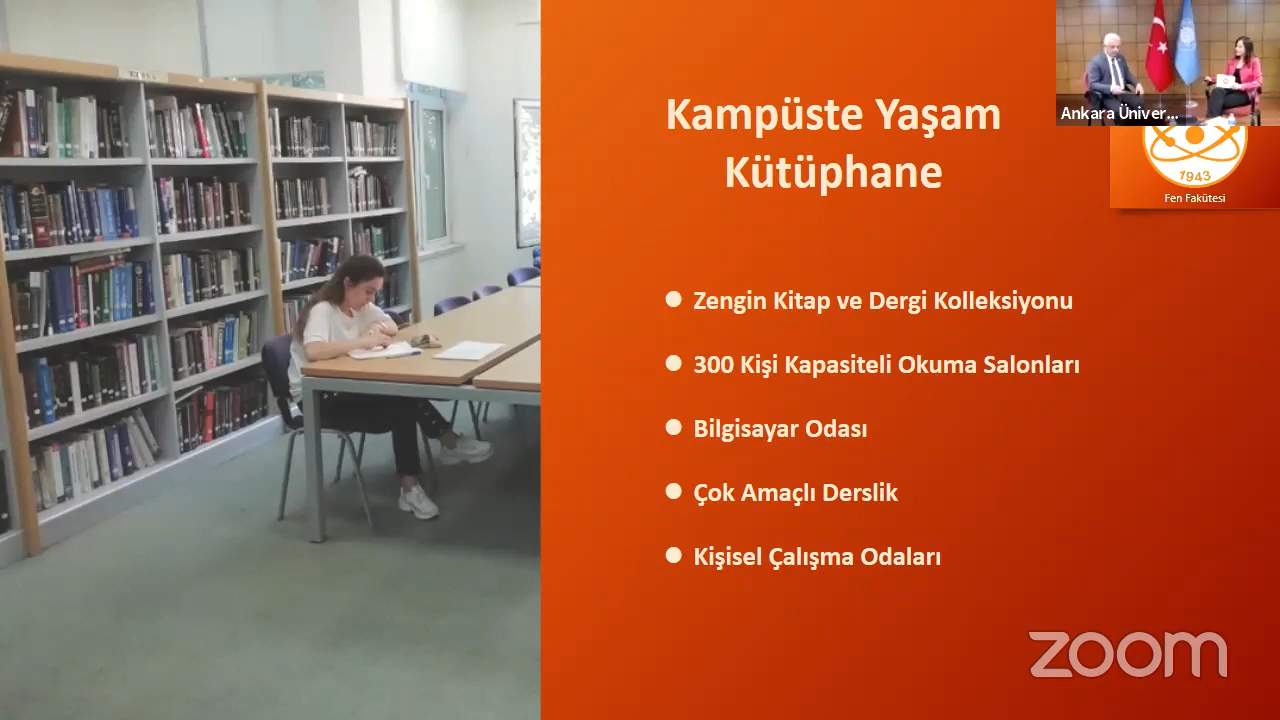 Kampüste Yaşam
Kütüphane
Ankara Üniver...
1943
Fen Fakütesi
● Zengin Kitap ve Dergi Kolleksiyonu
● 300 Kişi Kapasiteli Okuma Salonları
● Bilgisayar Odası
● Çok Amaçlı Derslik
● Kişisel Çalışma Odaları
zoom